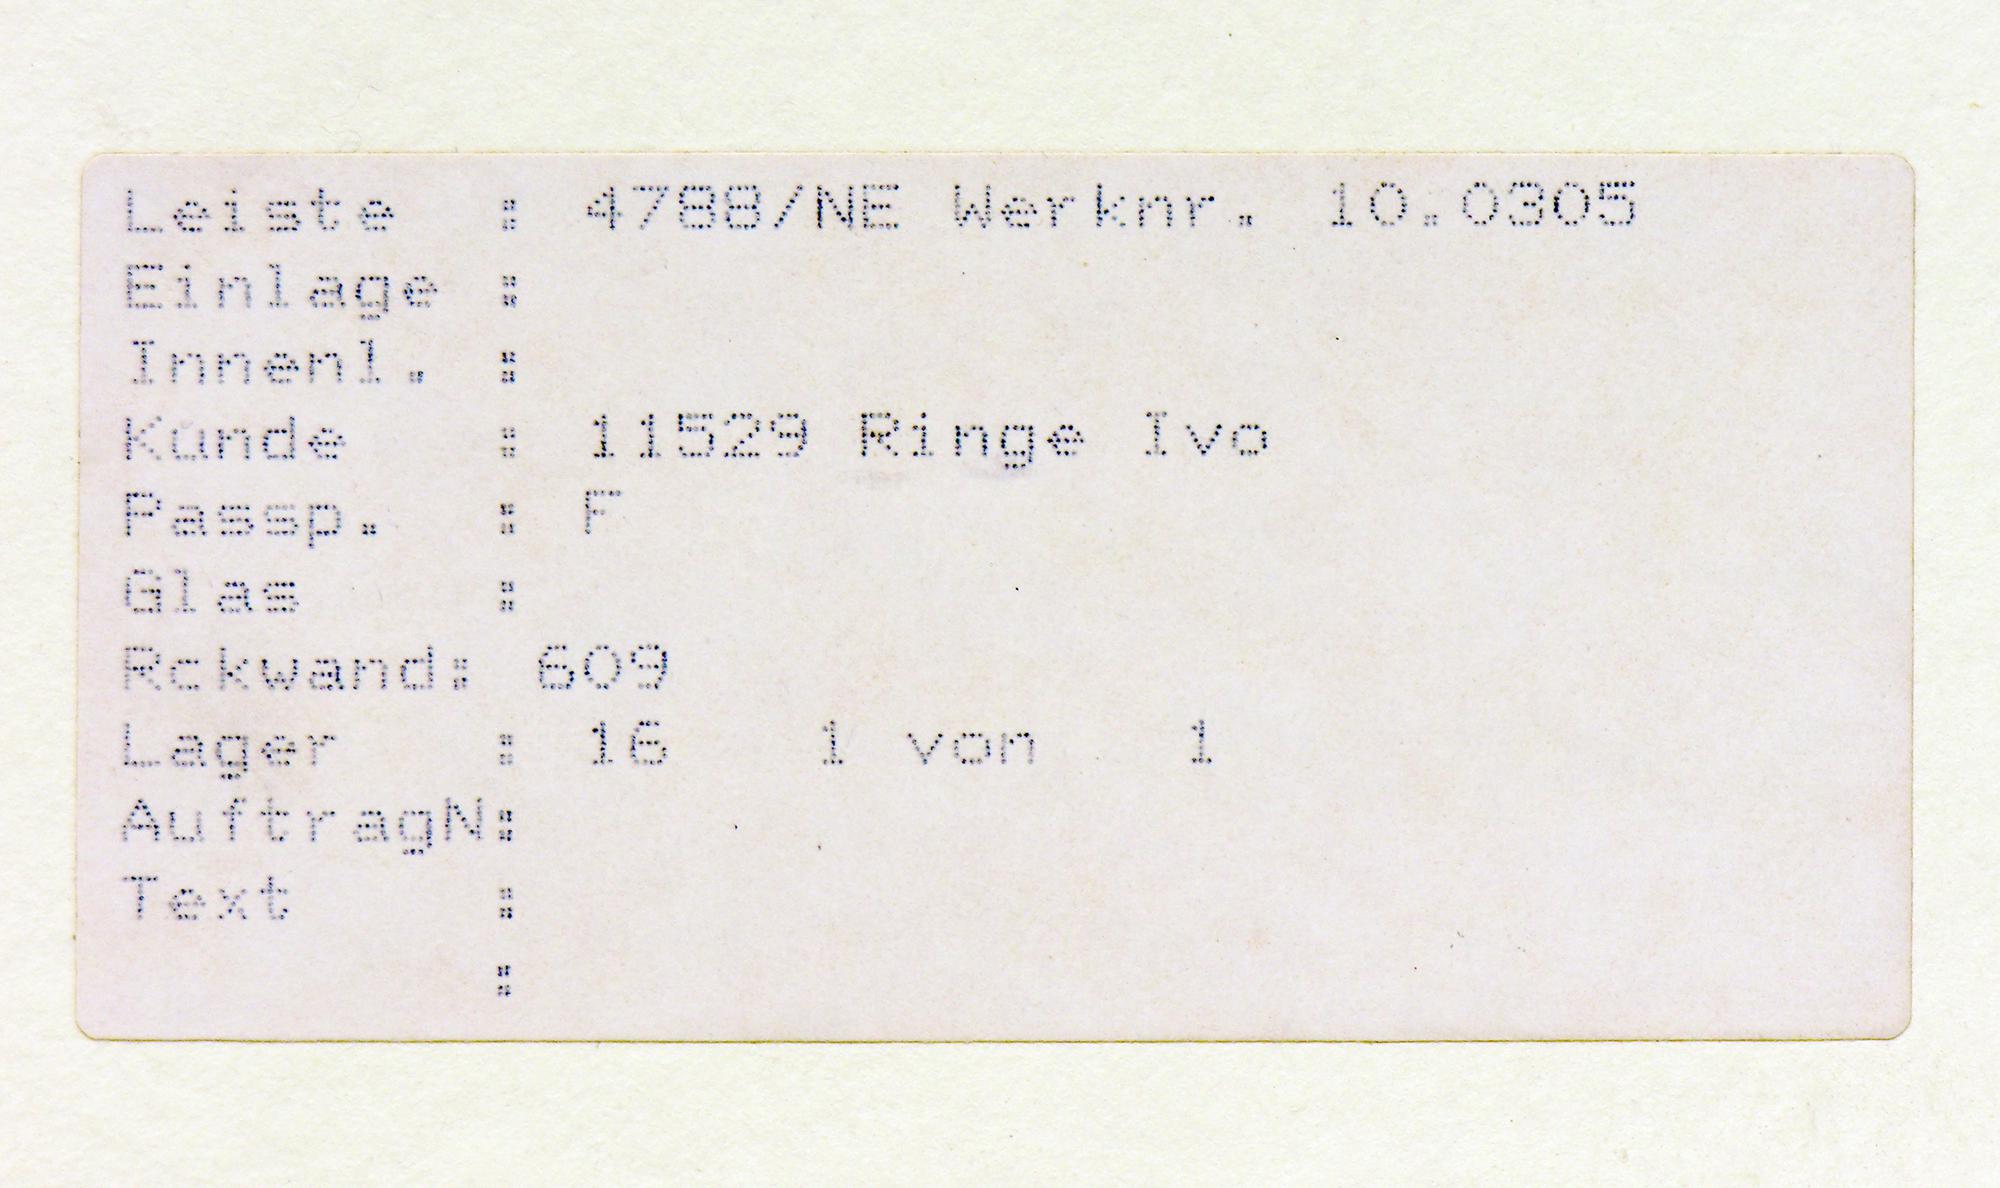 Leiste : 4788/NE Werknr. 10.0305
Einlage :
Innenl. :
Kunde : 11529 Ringe Ivo
Passp. : F
Glas :
Rckwand: 609
Lager : 16 1 von 1
AuftragN:
Text :
: